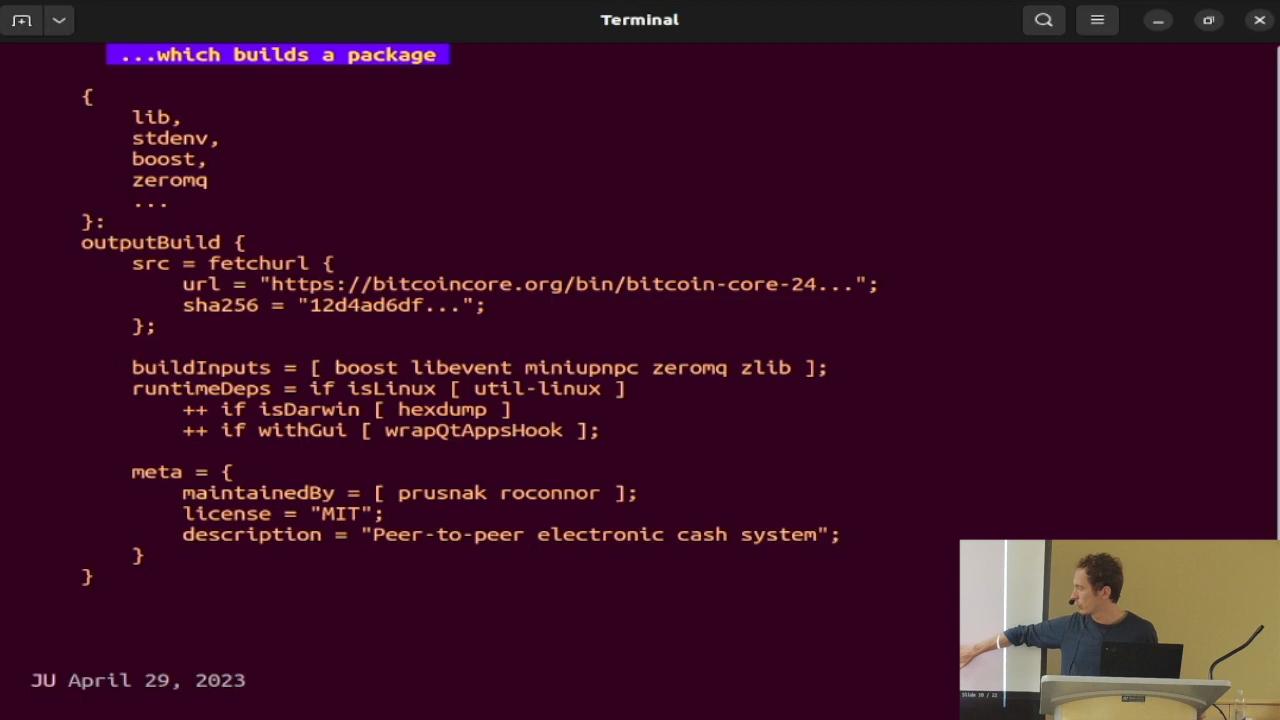 Terminal
...which builds a package
{
lib,
stdenv,
boost,
zeromq
...
}:
outputBuild {
src = fetchurl {
url = "https://bitcoincore.org/bin/bitcoin-core-24...";
sha256 = "12d4ad6df...";
};
buildInputs = [ boost libevent miniupnpc zeromq zlib ];
runtimeDeps = if isLinux [ util-linux ]
++ if isDarwin [ hexdump ]
++ if withGui [ wrapQtAppsHook ];
meta = {
maintainedBy = [ prusnak roconnor ];
license = "MIT";
description = "Peer-to-peer electronic cash system";
}
}
JU April 29, 2023